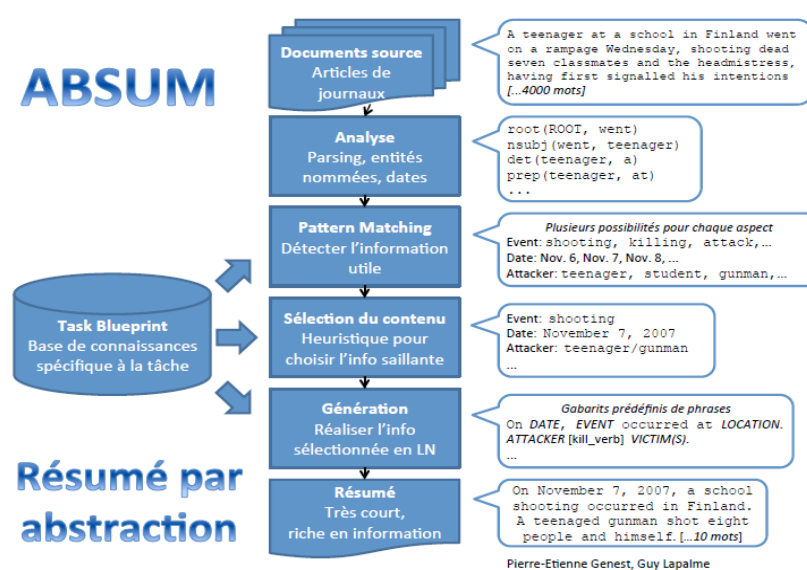 ABSUM
Documents source
Articles de
journaux
A teenager at a school in Finland went
on a rampage Wednesday, shooting dead
seven classmates and the headmistress,
having first signalled his intentions
[…4000 mots]
Analyse
Parsing, entités
nommées, dates
root(ROOT, went)
nsubj(went, teenager)
det(teenager, a)
prep(teenager, at)
...
Pattern Matching
Détecter l'information
utile
Plusieurs possibilités pour chaque aspect
Event: shooting, killing, attack,…
Date: Nov. 6, Nov. 7, Nov. 8, …
Attacker: teenager, student, gunman,…
Task Blueprint
Base de connaissances
spécifique à la tâche
Sélection du contenu
Heuristique pour
choisir l'info saillante
Event: shooting
Date: November 7, 2007
Attacker: teenager/gunman
…
Génération
Réaliser l'info
sélectionnée en LN
Gabarits prédéfinis de phrases
On DATE, EVENT occurred at LOCATION.
ATTACKER [kill_verb] VICTIM(S).
…
Résumé par
abstraction
Résumé
Très court,
riche en information
On November 7, 2007, a school
shooting occurred in Finland.
A teenaged gunman shot eight
people and himself. […10 mots]
Pierre-Etienne Genest, Guy Lapalme